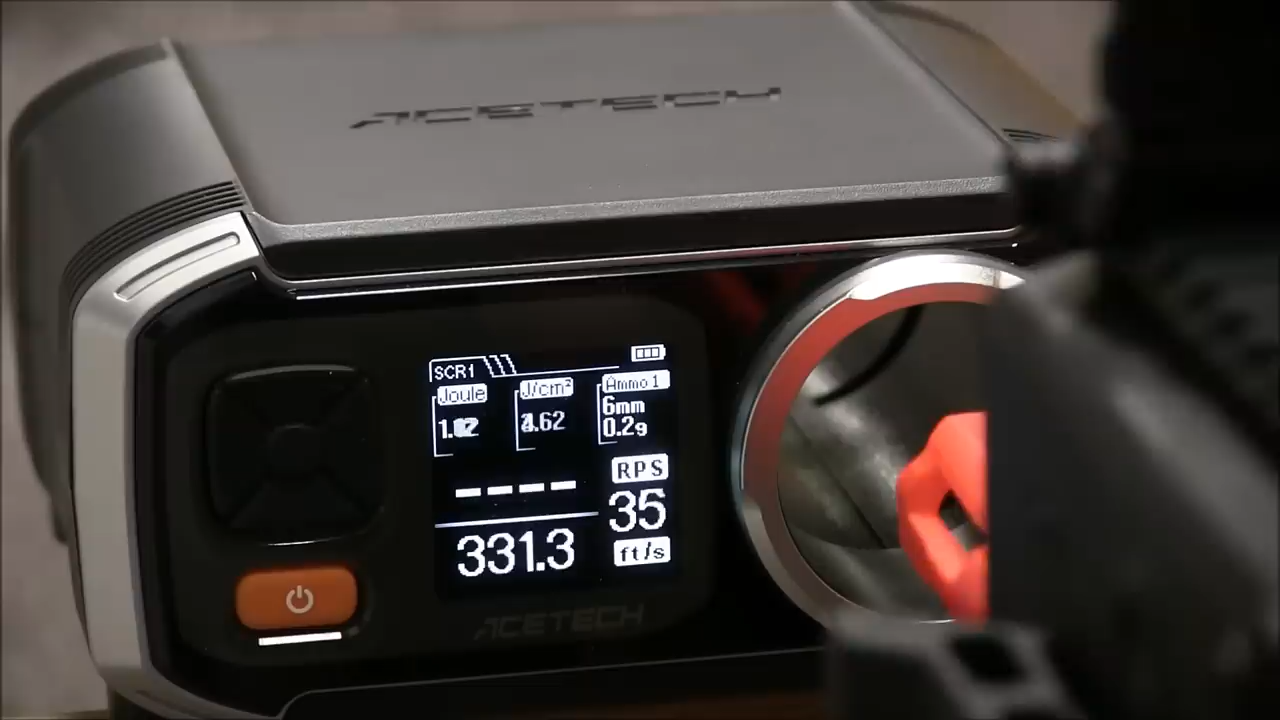 ACETECH
SCR1
Joule J/cm² Ammo 1
6mm
0.2g
RPS
35
- - - -
331.3 ft/s
ACETECH